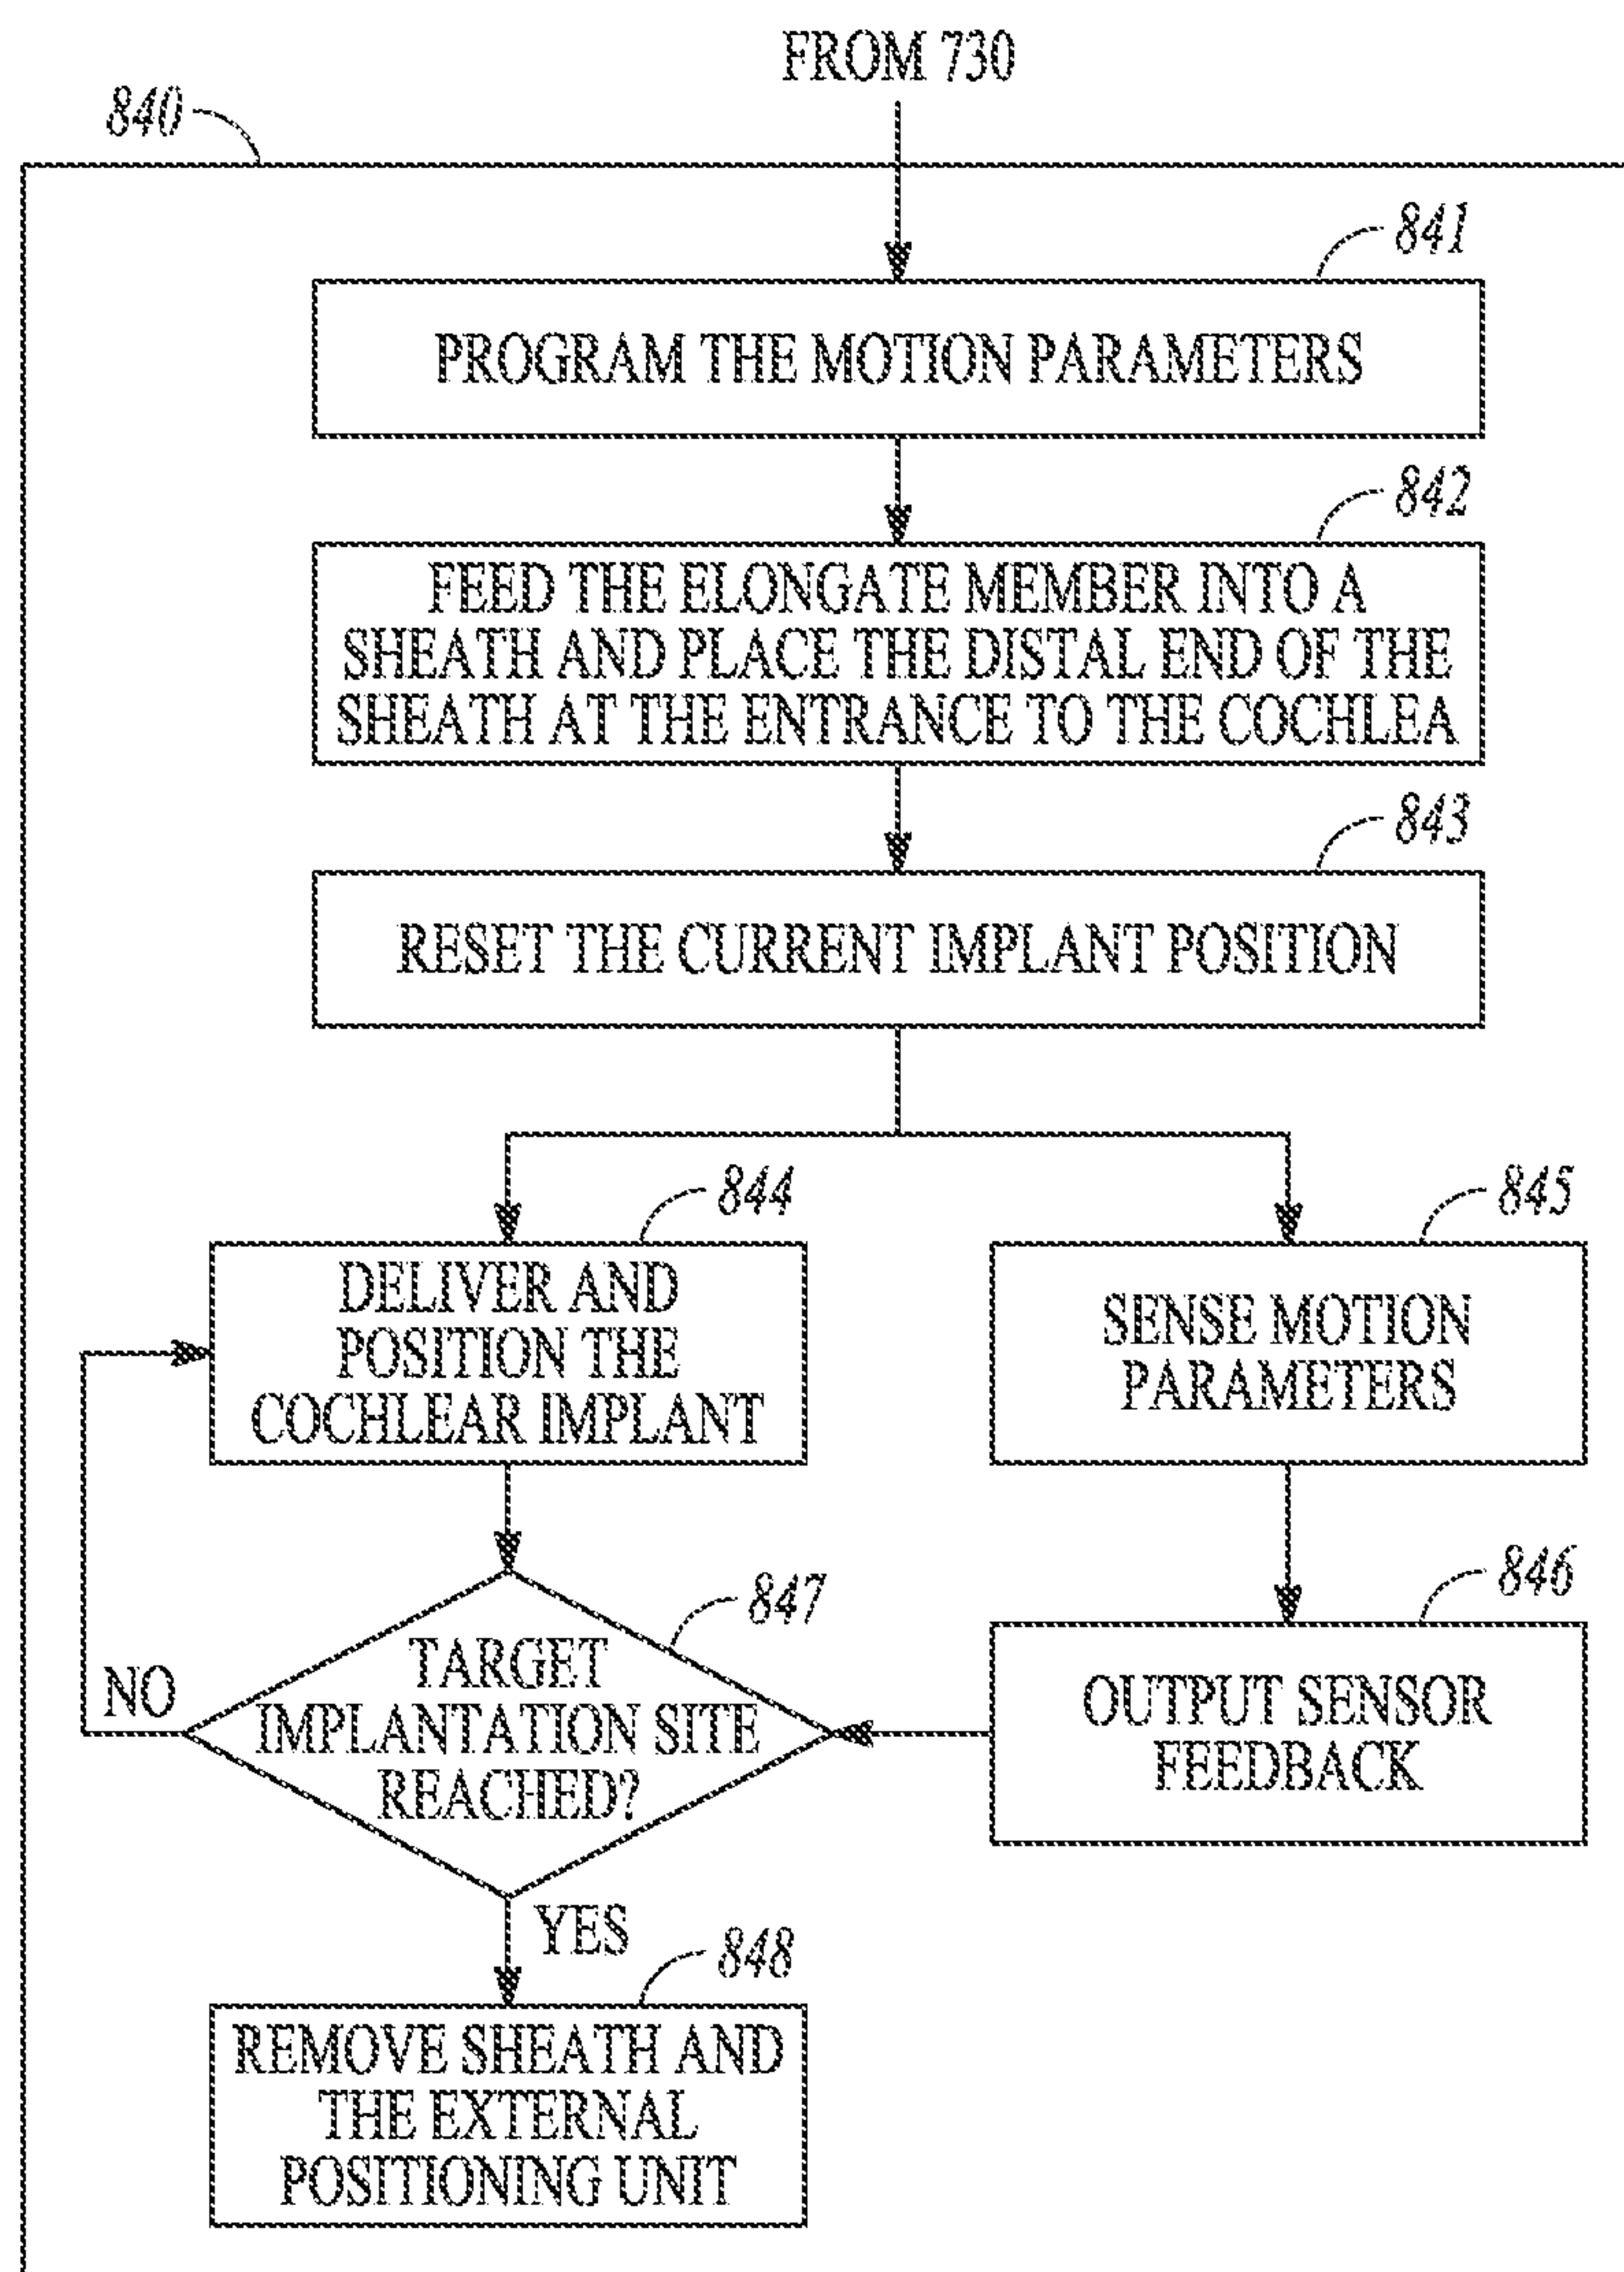 FROM 730
840
841
PROGRAM THE MOTION PARAMETERS
842
FEED THE ELONGATE MEMBER INTO A
SHEATH AND PLACE THE DISTAL END OF THE
SHEATH AT THE ENTRANCE TO THE COCHLEA
843
RESET THE CURRENT IMPLANT POSITION
844
DELIVER AND
POSITION THE
COCHLEAR IMPLANT
845
SENSE MOTION
PARAMETERS
847
TARGET
IMPLANTATION SITE
REACHED?
NO
846
OUTPUT SENSOR
FEEDBACK
YES
848
REMOVE SHEATH AND
THE EXTERNAL
POSITIONING UNIT